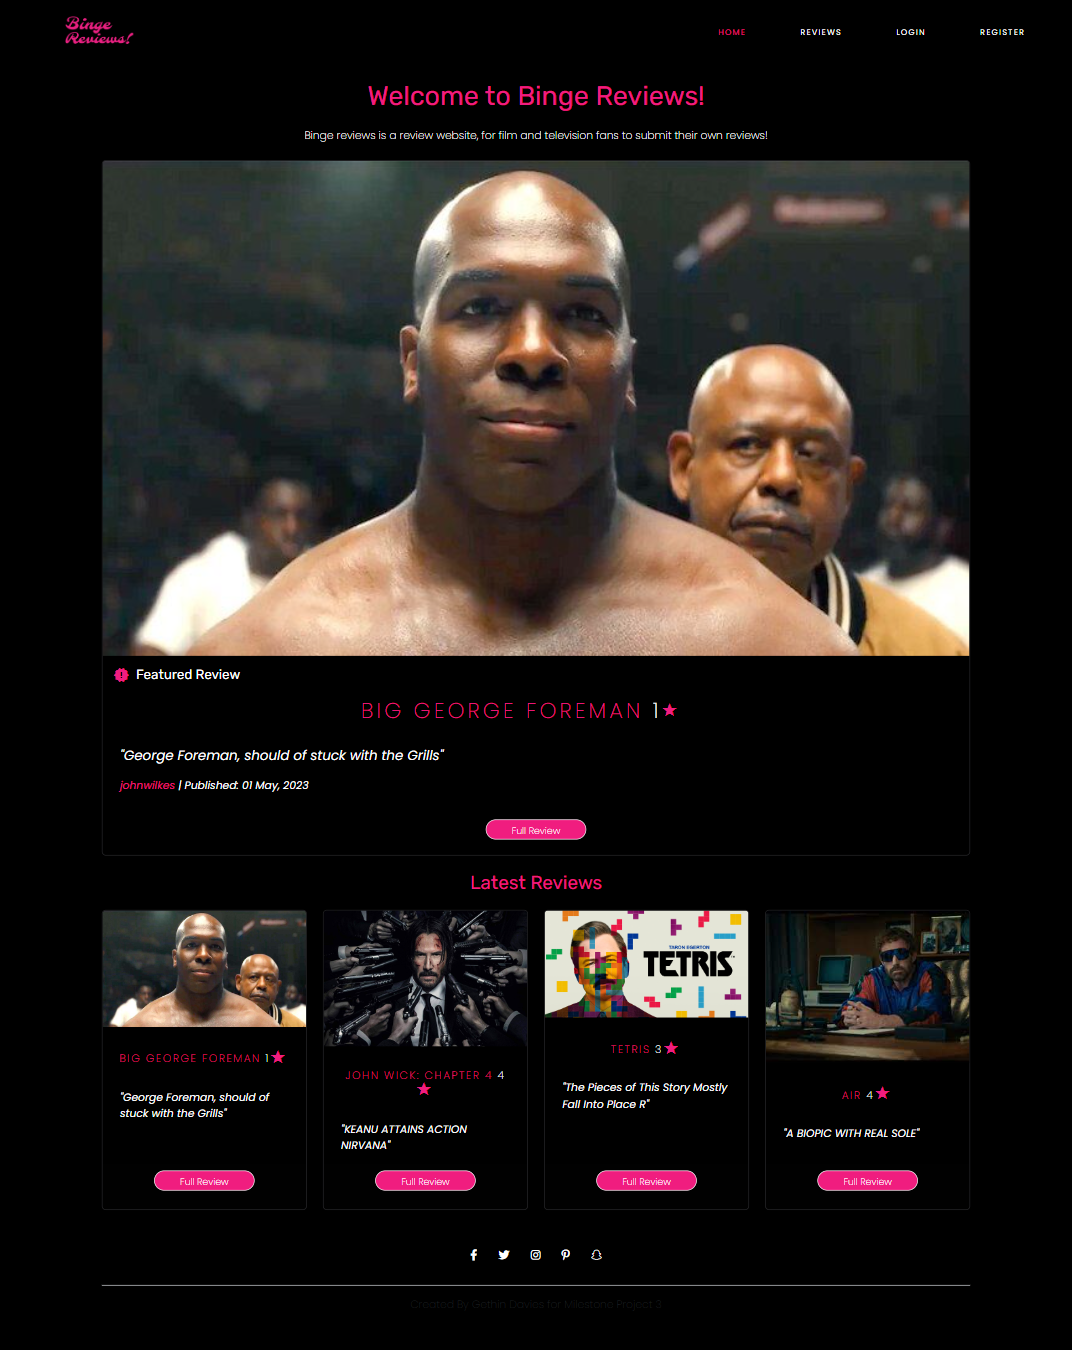 Binge
Reviews!
HOME
REVIEWS
LOGIN
REGISTER
Welcome to Binge Reviews!
Binge reviews is a review website, for film and television fans to submit their own reviews!
Featured Review
BIG GEORGE FOREMAN 1
"George Foreman, should of stuck with the Grills"
johnwilkes | Published: 01 May, 2023
Full Review
Latest Reviews
BIG GEORGE FOREMAN 1
"George Foreman, should of
stuck with the Grills"
Full Review
JOHN WICK: CHAPTER 4 4
"KEANU ATTAINS ACTION
NIRVANA"
Full Review
TARON EGERTON
TETRIS
TETRIS 3
"The Pieces of This Story Mostly
Fall Into Place R"
Full Review
AIR 4
"A BIOPIC WITH REAL SOLE"
Full Review
Created By Gethin Davies for Milestone Project 3